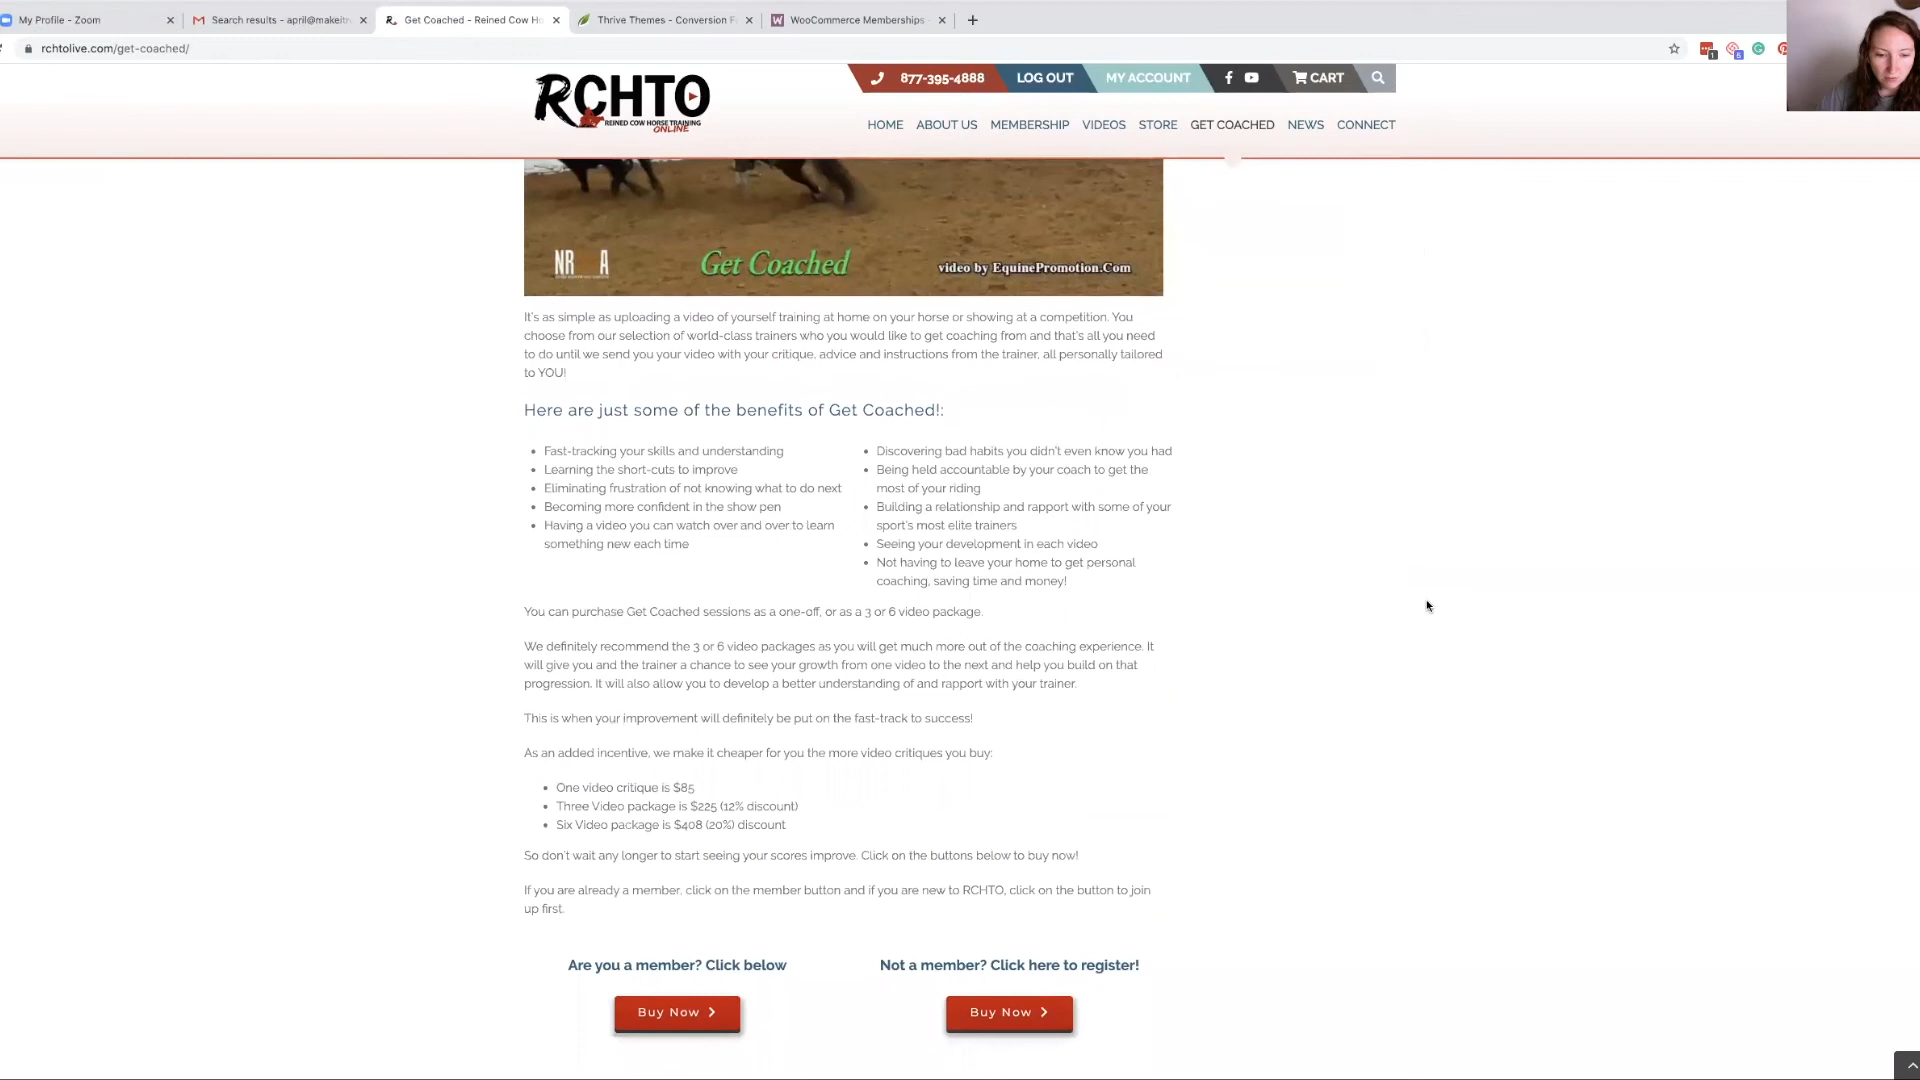 My Profile - Zoom
Search results - april@makeitr
Get Coached - Reined Cow Ho
Thrive Themes - Conversion F
WooCommerce Memberships -
rchtolive.com/get-coached/
RCHTO
REINED COW HORSE TRAINING
ONLINE
877-395-4888
LOG OUT
MY ACCOUNT
CART
HOME
ABOUT US
MEMBERSHIP
VIDEOS
STORE
GET COACHED
NEWS
CONNECT
NR A
Get Coached
video by EquinePromotion.Com
It's as simple as uploading a video of yourself training at home on your horse or showing at a competition. You
choose from our selection of world-class trainers who you would like to get coaching from and that's all you need
to do until we send you your video with your critique, advice and instructions from the trainer, all personally tailored
to YOU!
Here are just some of the benefits of Get Coached!:
Fast-tracking your skills and understanding
Learning the short-cuts to improve
Eliminating frustration of not knowing what to do next
Becoming more confident in the show pen
Having a video you can watch over and over to learn
something new each time
Discovering bad habits you didn't even know you had
Being held accountable by your coach to get the
most of your riding
Building a relationship and rapport with some of your
sport's most elite trainers
Seeing your development in each video
Not having to leave your home to get personal
coaching, saving time and money!
You can purchase Get Coached sessions as a one-off, or as a 3 or 6 video package.
We definitely recommend the 3 or 6 video packages as you will get much more out of the coaching experience. It
will give you and the trainer a chance to see your growth from one video to the next and help you build on that
progression. It will also allow you to develop a better understanding of and rapport with your trainer.
This is when your improvement will definitely be put on the fast-track to success!
As an added incentive, we make it cheaper for you the more video critiques you buy:
One video critique is $85
Three Video package is $225 (12% discount)
Six Video package is $408 (20%) discount
So don't wait any longer to start seeing your scores improve. Click on the buttons below to buy now!
If you are already a member, click on the member button and if you are new to RCHTO, click on the button to join
up first.
Are you a member? Click below
Buy Now
Not a member? Click here to register!
Buy Now